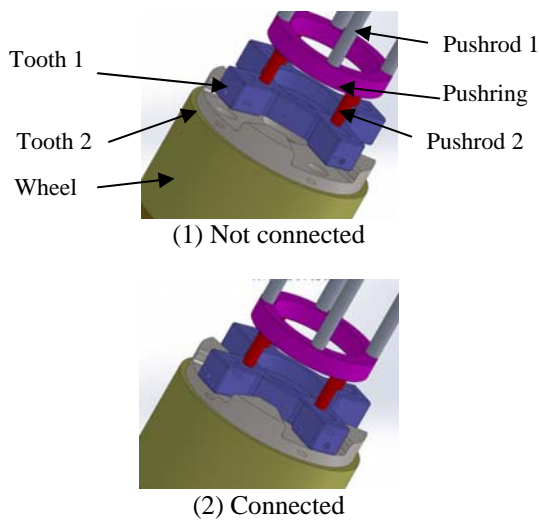 Pushrod 1
Tooth 1
Pushring
Tooth 2
Pushrod 2
Wheel
(1) Not connected
(2) Connected